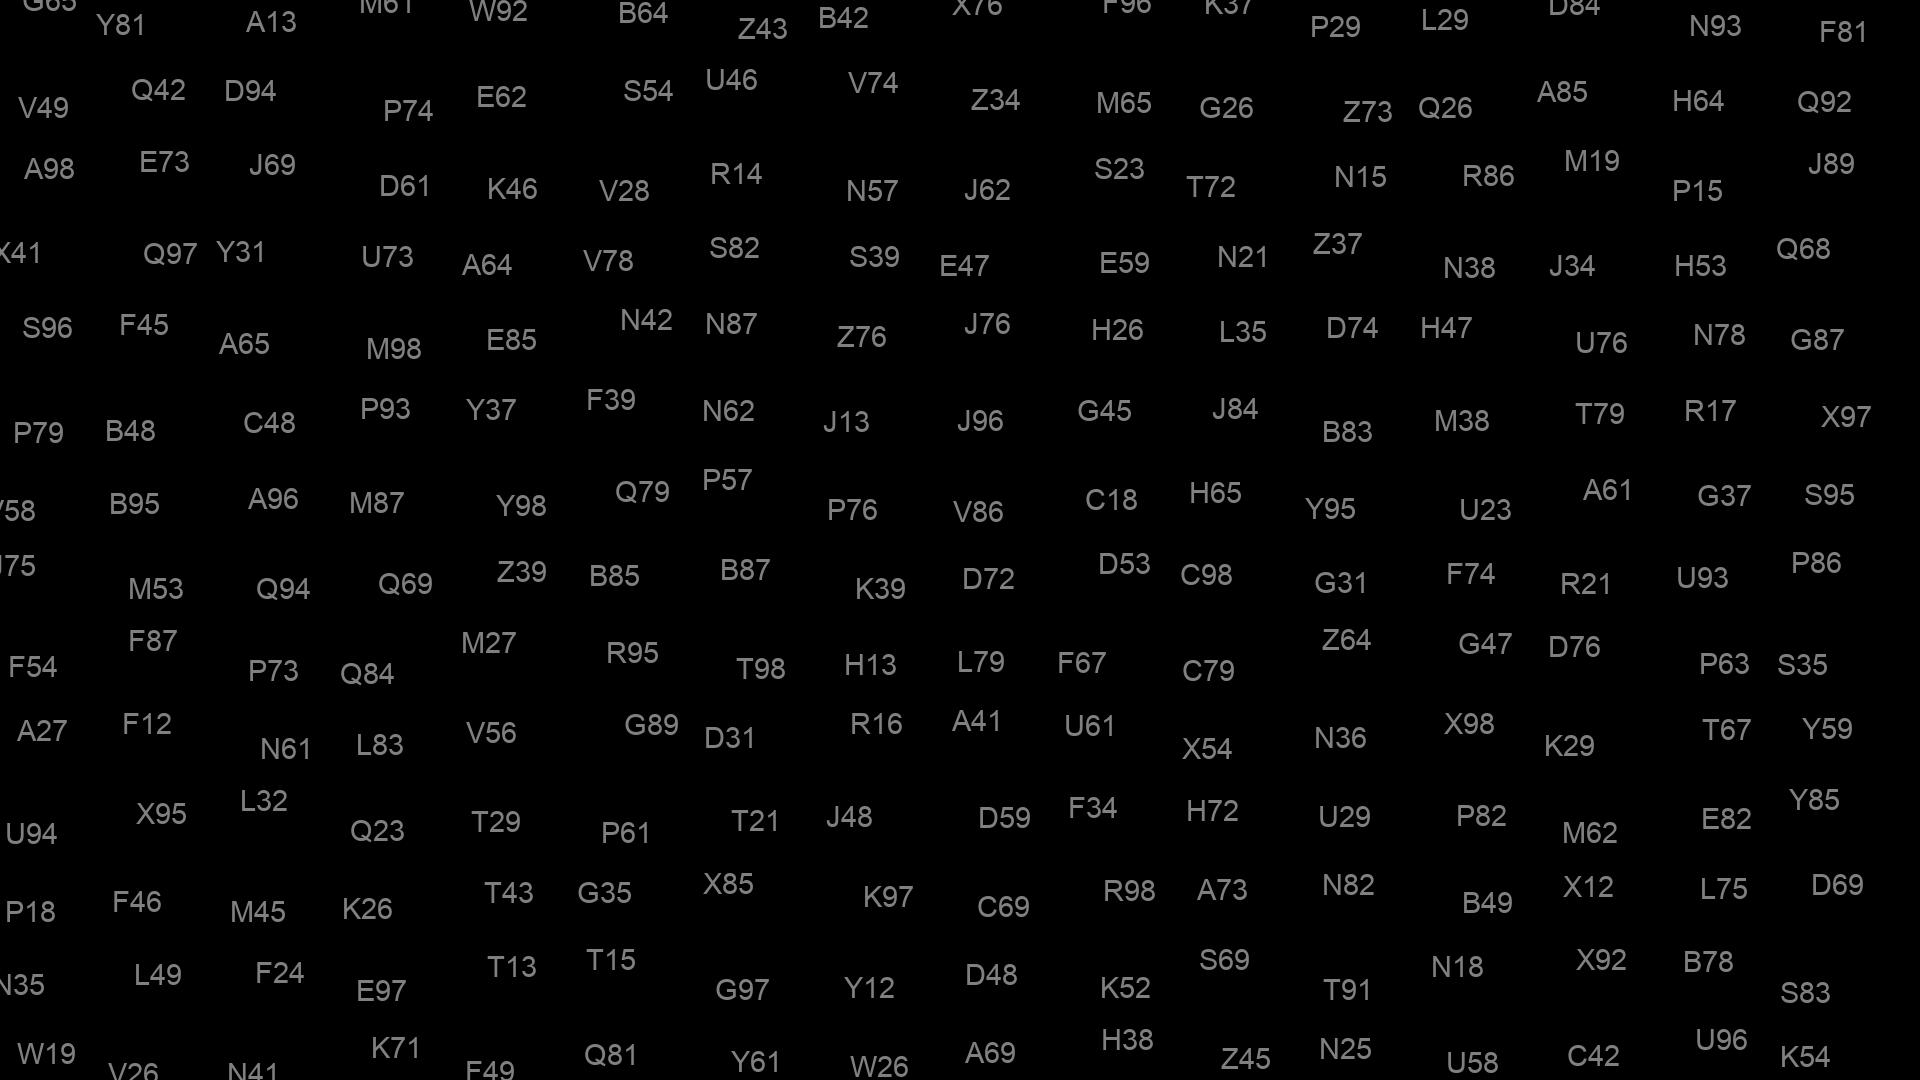 G65 Y81 A13 M61 W92 B64 Z43 B42 X76 F96 K37 P29 L29 D84 N93 F81
V49 Q42 D94 P74 E62 S54 U46 V74 Z34 M65 G26 Z73 Q26 A85 H64 Q92
A98 E73 J69 D61 K46 V28 R14 N57 J62 S23 T72 N15 R86 M19 P15 J89
X41 Q97 Y31 U73 A64 V78 S82 S39 E47 E59 N21 Z37 N38 J34 H53 Q68
S96 F45 A65 M98 E85 N42 N87 Z76 J76 H26 L35 D74 H47 U76 N78 G87
P79 B48 C48 P93 Y37 F39 N62 J13 J96 G45 J84 B83 M38 T79 R17 X97
B95 A96 M87 Y98 Q79 P57 P76 V86 C18 H65 Y95 U23 A61 G37 S95
M53 Q94 Q69 Z39 B85 B87 K39 D72 D53 C98 G31 F74 R21 U93 P86
F54 F87 P73 Q84 M27 R95 T98 H13 L79 F67 C79 Z64 G47 D76 P63 S35
A27 F12 N61 L83 V56 G89 D31 R16 A41 U61 X54 N36 X98 K29 T67 Y59
U94 X95 L32 Q23 T29 P61 T21 J48 D59 F34 H72 U29 P82 M62 E82 Y85
P18 F46 M45 K26 T43 G35 X85 K97 C69 R98 A73 N82 B49 X12 L75 D69
N35 L49 F24 E97 T13 T15 G97 Y12 D48 K52 S69 T91 N18 X92 B78 S83
W19 V26 N41 K71 F49 Q81 Y61 W26 A69 H38 Z45 N25 U58 C42 U96 K54